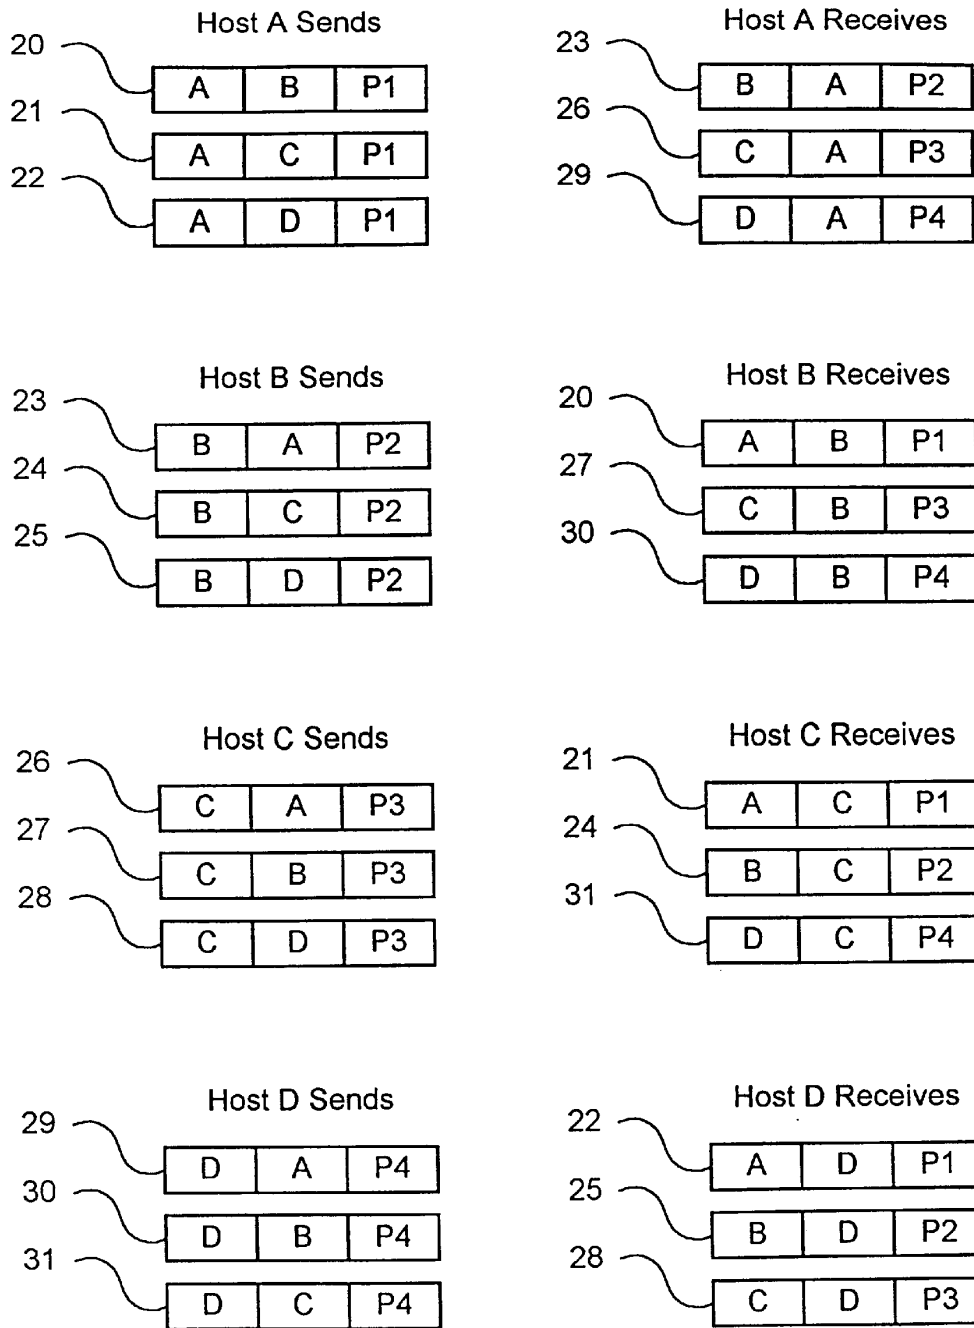 Host A Sends
20 A B P1
21 A C P1
22 A D P1
Host A Receives
23 B A P2
26 C A P3
29 D A P4
Host B Sends
23 B A P2
24 B C P2
25 B D P2
Host B Receives
20 A B P1
27 C B P3
30 D B P4
Host C Sends
26 C A P3
27 C B P3
28 C D P3
Host C Receives
21 A C P1
24 B C P2
31 D C P4
Host D Sends
29 D A P4
30 D B P4
31 D C P4
Host D Receives
22 A D P1
25 B D P2
28 C D P3